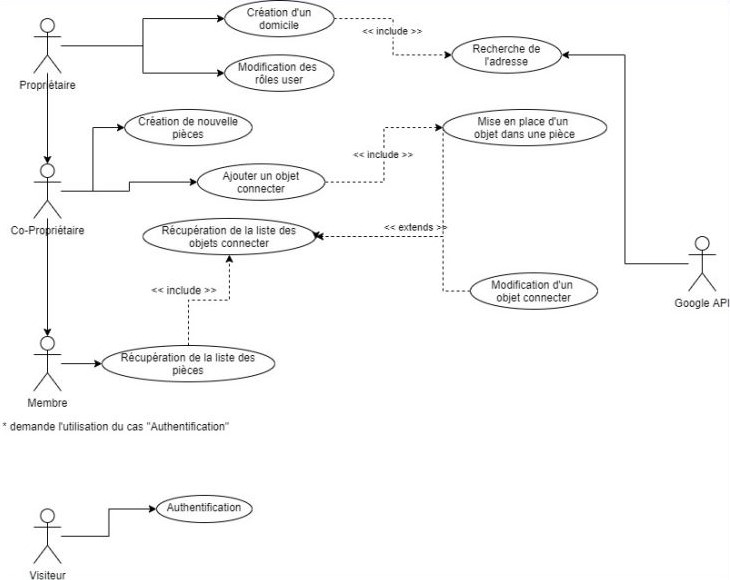 Création d'un
domicile
<< include >>
Recherche de
l'adresse
Modification des
rôles user
Propriétaire
Création de nouvelle
pièces
Mise en place d'un
objet dans une pièce
<< include >>
Ajouter un objet
connecter
Co-Propriétaire
Récupération de la liste des
objets connecter
<< extends >>
<< include >>
Modification d'un
objet connecter
Google API
Récupération de la liste des
pièces
Membre
* demande l'utilisation du cas "Authentification"
Authentification
Visiteur